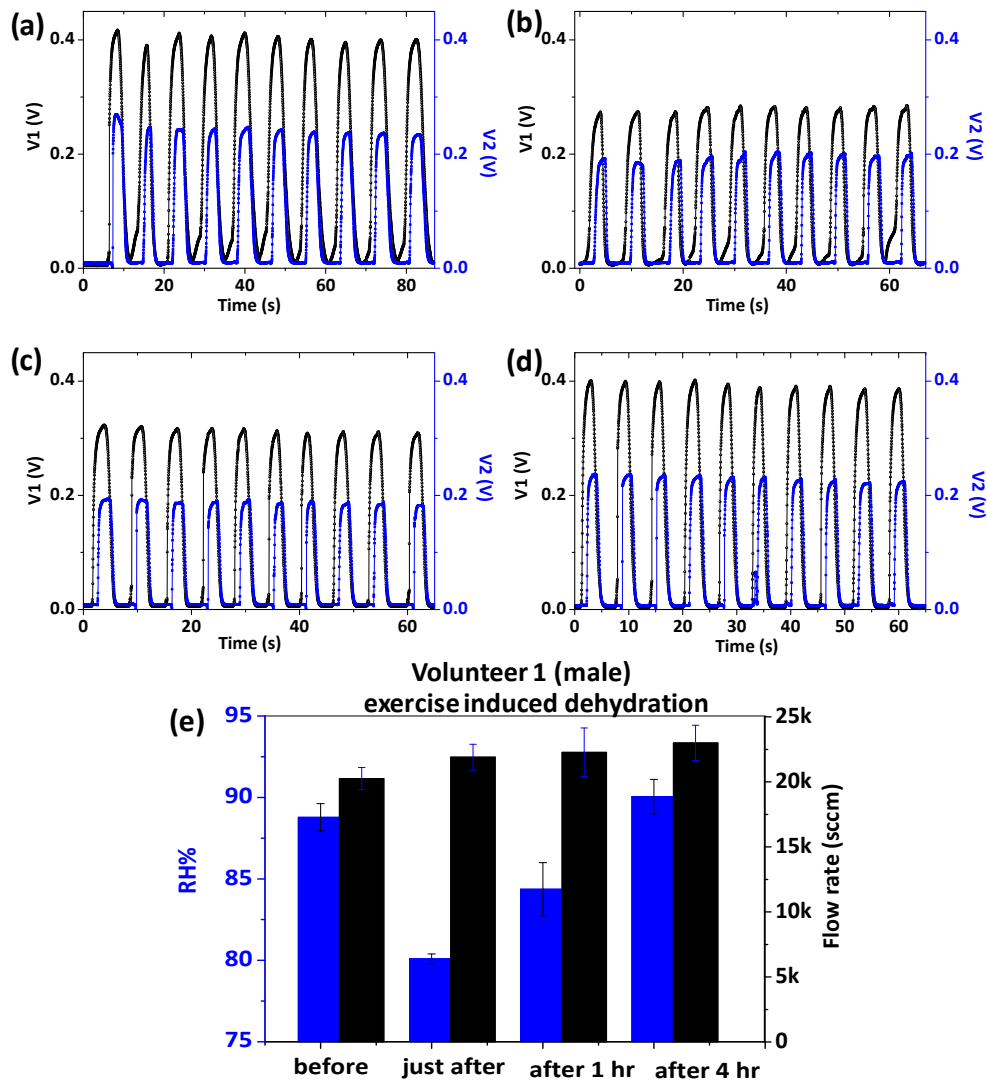 (a)
0.4
0.2
0.0
V1 (V)
0.4
0.2
0.0
V2 (V)
0 20 40 60 80
Time (s)
(b)
0.4
0.2
0.0
V1 (V)
0.4
0.2
0.0
V2 (V)
0 20 40 60
Time (s)
(c)
0.4
0.2
0.0
V1 (V)
0.4
0.2
0.0
V2 (V)
0 20 40 60
Time (s)
(d)
0.4
0.2
0.0
V1 (V)
0.4
0.2
0.0
V2 (V)
0 10 20 30 40 50 60
Time (s)
Volunteer 1 (male)
exercise induced dehydration
(e)
95
90
85
80
75
RH%
25k
20k
15k
10k
5k
0
Flow rate (sccm)
before just after after 1 hr after 4 hr